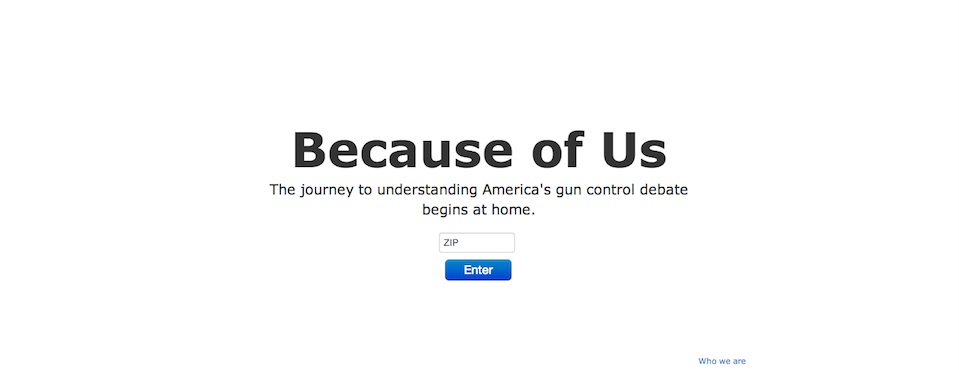 Because of Us
The journey to understanding America's gun control debate
begins at home.
ZIP
Enter
Who we are